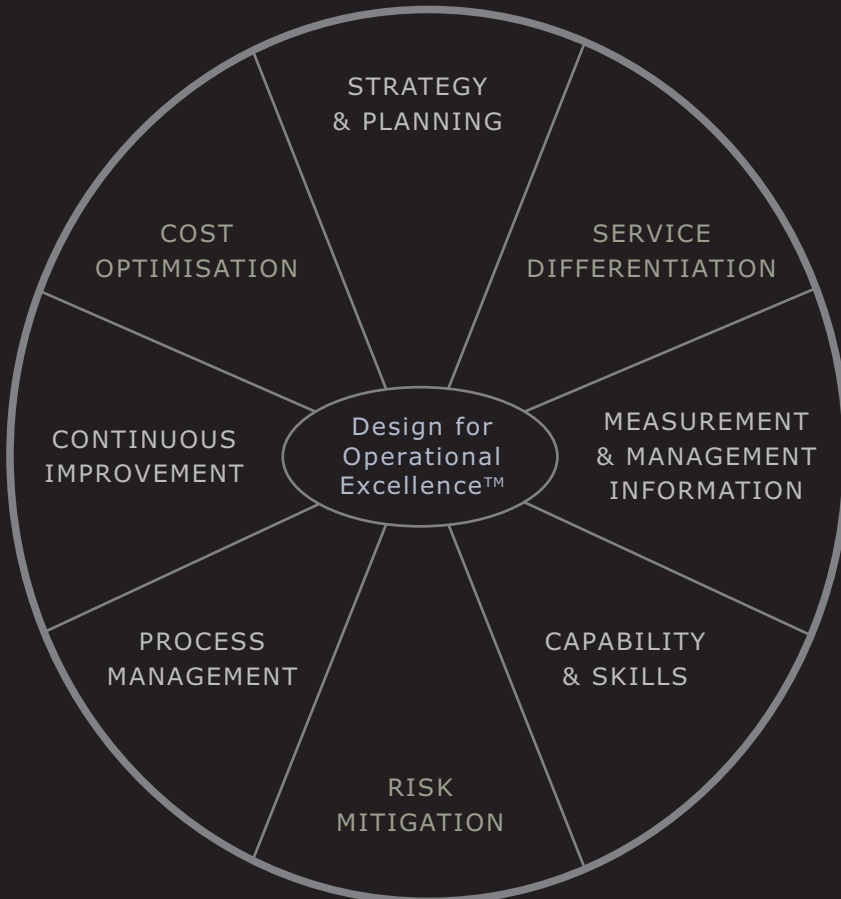 STRATEGY
& PLANNING
SERVICE
DIFFERENTIATION
MEASUREMENT
& MANAGEMENT
INFORMATION
CAPABILITY
& SKILLS
RISK
MITIGATION
PROCESS
MANAGEMENT
CONTINUOUS
IMPROVEMENT
COST
OPTIMISATION
Design for
Operational
Excellence™